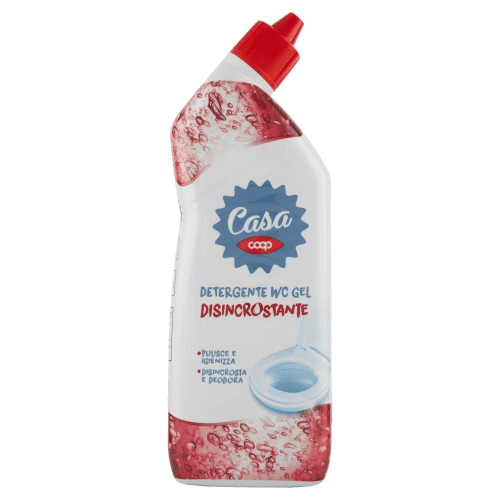 Casa
coop
DETERGENTE WC GEL
DISINCROSTANTE
•PULISCE E
IGIENIZZA
•DISINCROSTA
E DEODORA